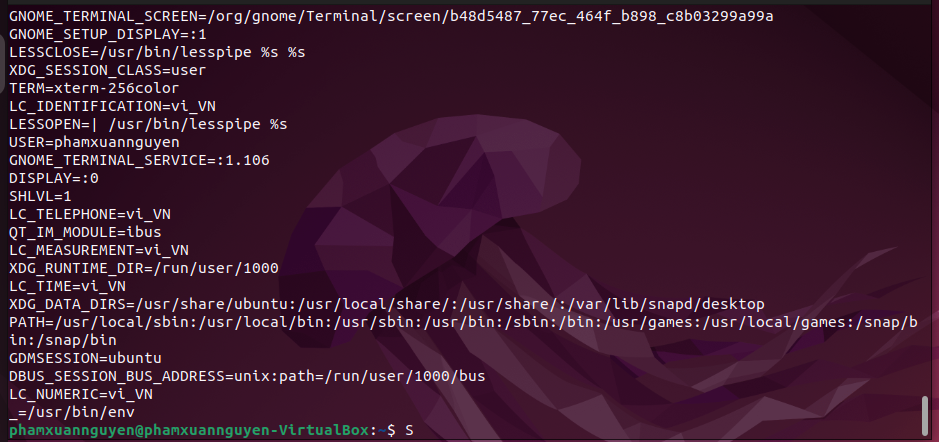 GNOME_TERMINAL_SCREEN=/org/gnome/Terminal/screen/b48d5487_77ec_464f_b898_c8b03299a99a
GNOME_SETUP_DISPLAY=:1
LESSCLOSE=/usr/bin/lesspipe %s %s
XDG_SESSION_CLASS=user
TERM=xterm-256color
LC_IDENTIFICATION=vi_VN
LESSOPEN=| /usr/bin/lesspipe %s
USER=phamxuannguyen
GNOME_TERMINAL_SERVICE=:1.106
DISPLAY=:0
SHLVL=1
LC_TELEPHONE=vi_VN
QT_IM_MODULE=ibus
LC_MEASUREMENT=vi_VN
XDG_RUNTIME_DIR=/run/user/1000
LC_TIME=vi_VN
XDG_DATA_DIRS=/usr/share/ubuntu:/usr/local/share/:/usr/share/:/var/lib/snapd/desktop
PATH=/usr/local/sbin:/usr/local/bin:/usr/sbin:/usr/bin:/sbin:/bin:/usr/games:/usr/local/games:/snap/b
in:/snap/bin
GDMSESSION=ubuntu
DBUS_SESSION_BUS_ADDRESS=unix:path=/run/user/1000/bus
LC_NUMERIC=vi_VN
_=/usr/bin/env
phamxuannguyen@phamxuannguyen-VirtualBox:~$ S